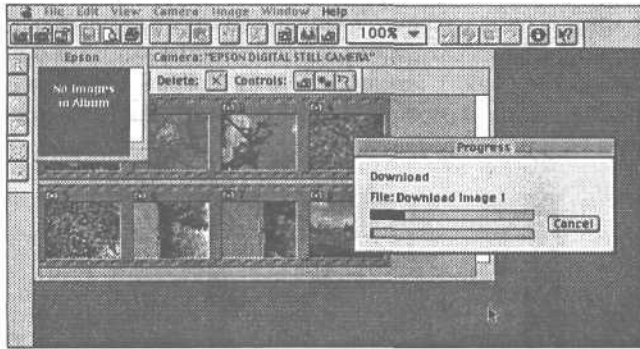 File Edit View Camera Image Window Help
100%
Epson
Camera: "EPSON DIGITAL STILL CAMERA"
No Images
in Album
Delete:
Controls:
Progress
Download
File: Download Image 1
Cancel